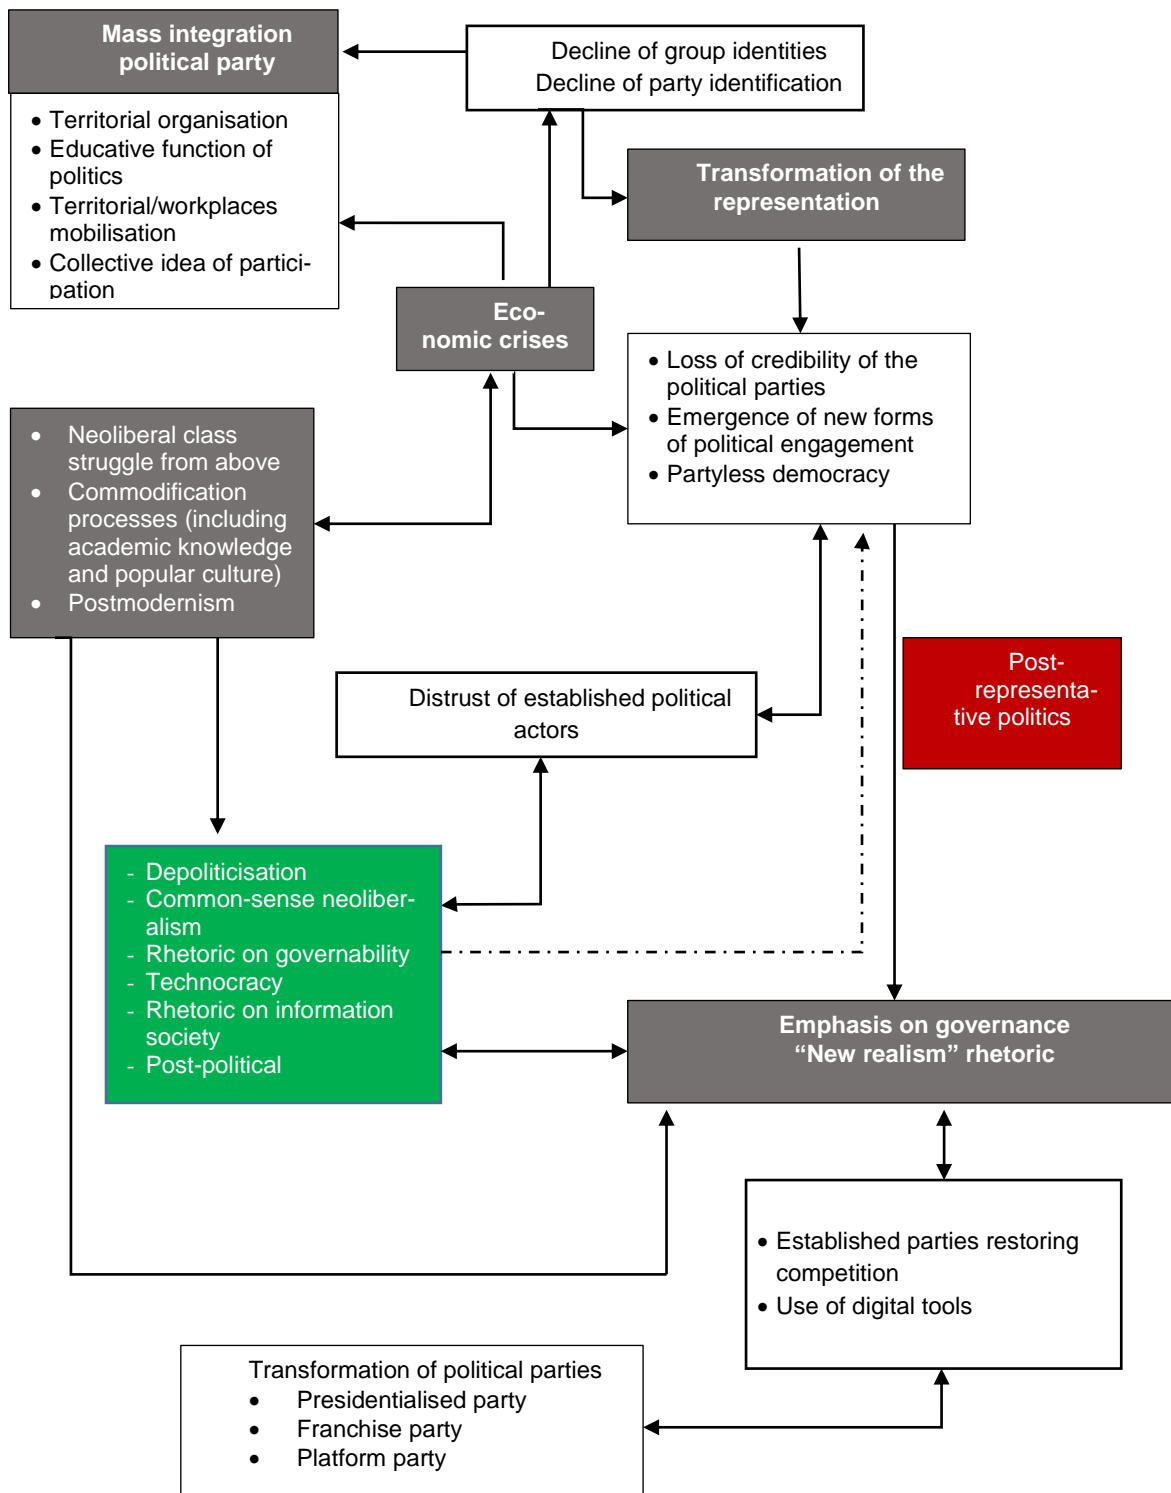 Mass integration
political party
• Territorial organisation
• Educative function of
politics
• Territorial/workplaces
mobilisation
• Collective idea of partici-
pation
Decline of group identities
Decline of party identification
Transformation of the
representation
Eco-
nomic crises
• Loss of credibility of the
political parties
• Emergence of new forms
of political engagement
• Partyless democracy
• Neoliberal class
struggle from above
• Commodification
processes (including
academic knowledge
and popular culture)
• Postmodernism
Post-
representa-
tive politics
Distrust of established political
actors
- Depoliticisation
- Common-sense neoliber-
alism
- Rhetoric on governability
- Technocracy
- Rhetoric on information
society
- Post-political
Emphasis on governance
“New realism” rhetoric
• Established parties restoring
competition
• Use of digital tools
Transformation of political parties
• Presidentialised party
• Franchise party
• Platform party